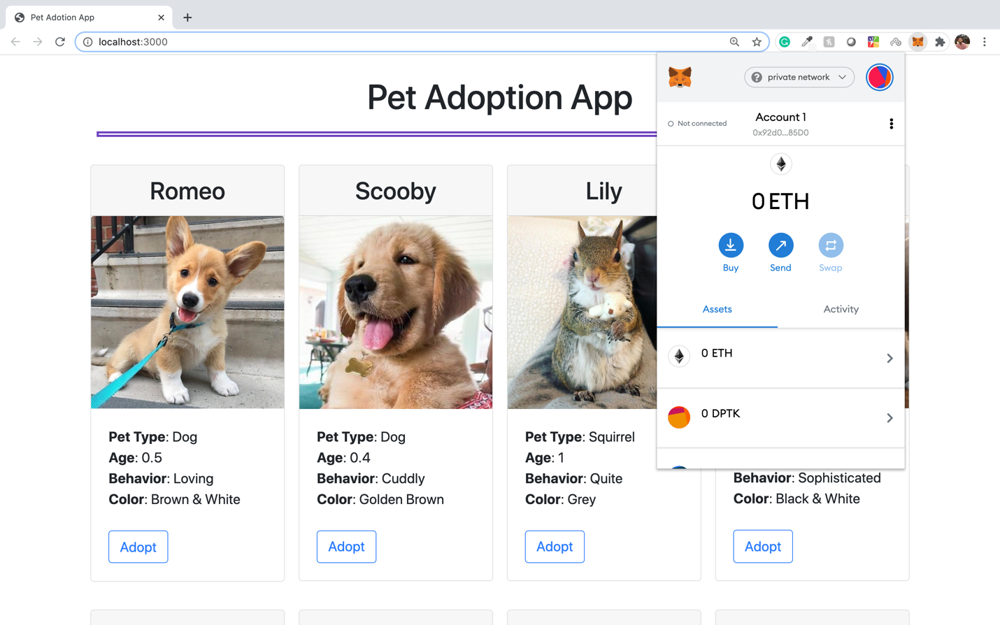 Pet Adotion App
localhost:3000
Pet Adoption App
private network
Not connected
Account 1
0x92d0...85D0
0 ETH
Buy
Send
Swap
Assets
Activity
0 ETH
0 DPTK
Romeo
Pet Type: Dog
Age: 0.5
Behavior: Loving
Color: Brown & White
Adopt
Scooby
Pet Type: Dog
Age: 0.4
Behavior: Cuddly
Color: Golden Brown
Adopt
Lily
Pet Type: Squirrel
Age: 1
Behavior: Quite
Color: Grey
Adopt
Behavior: Sophisticated
Color: Black & White
Adopt